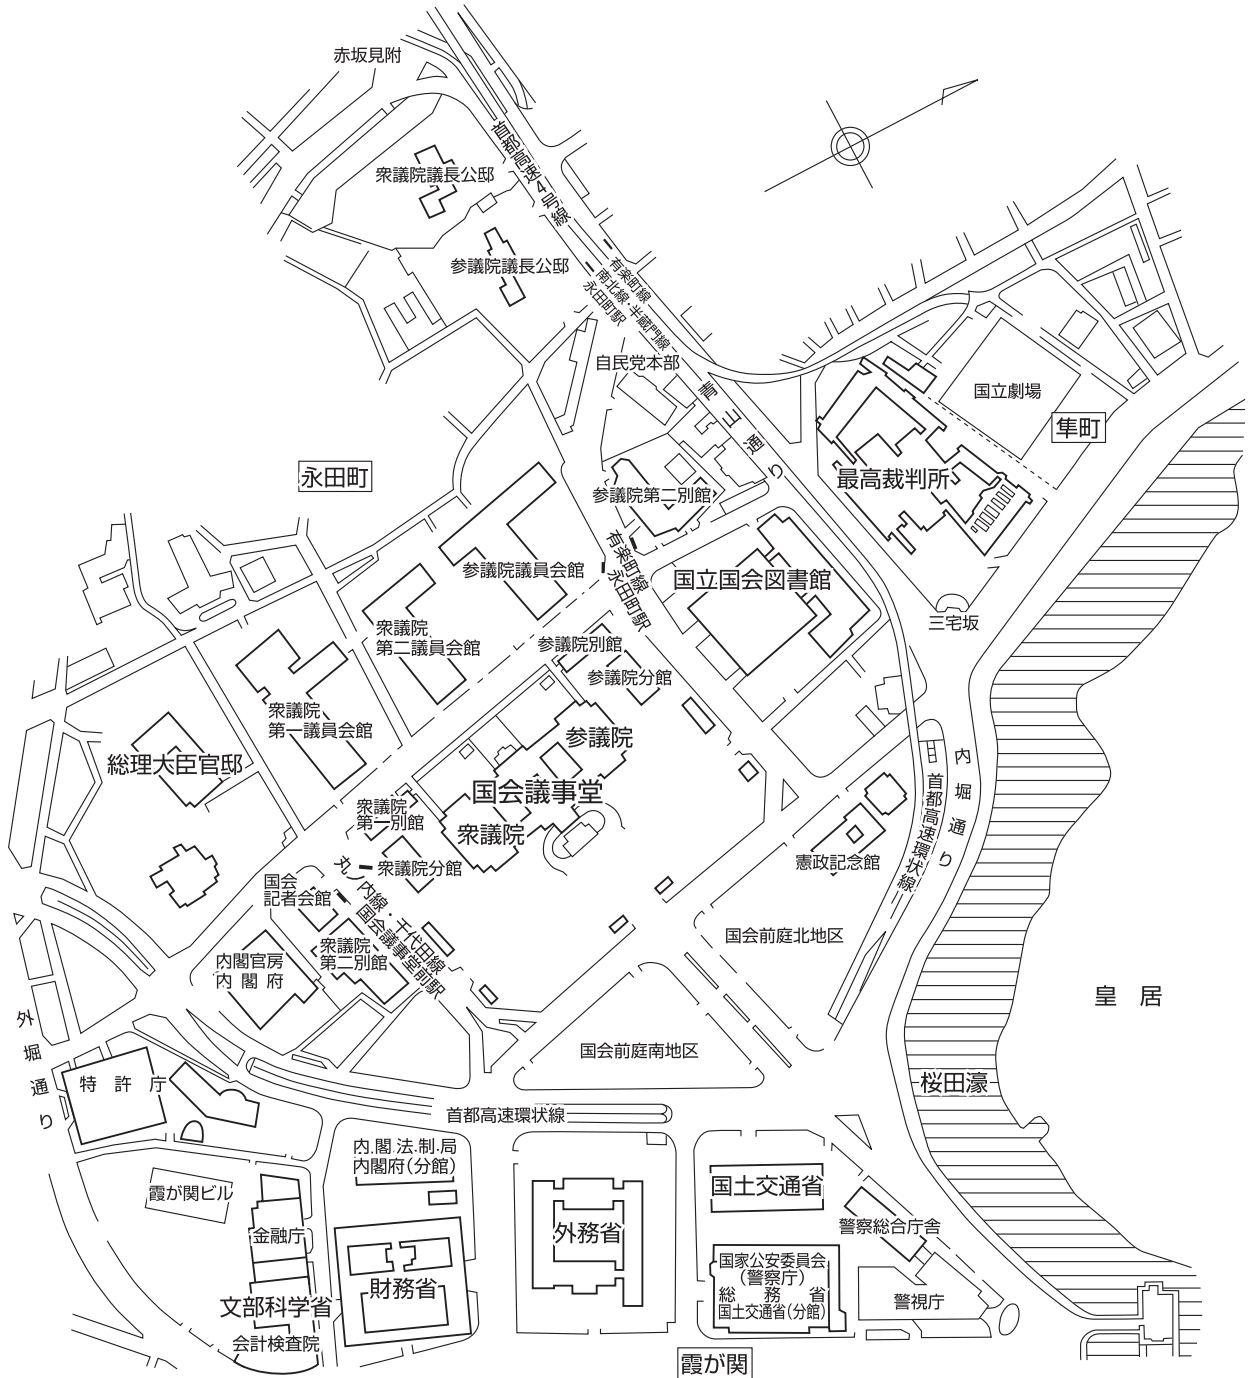 赤坂見附
首都高速4号線
衆議院議長公邸
参議院議長公邸
有楽町線
南北線・半蔵門線
永田町駅
自民党本部
青山通り
国立劇場
隼町
最高裁判所
永田町
参議院第二別館
有楽町線
永田町駅
国立国会図書館
三宅坂
参議院議員会館
衆議院
第二議員会館
参議院別館
参議院分館
衆議院
第一議員会館
総理大臣官邸
参議院
国会議事堂
衆議院
衆議院
第一別館
衆議院分館
内堀通り
首都高速環状線
憲政記念館
国会
記者会館
丸ノ内線・千代田線
国会議事堂前駅
衆議院
第二別館
内閣官房
内閣府
国会前庭北地区
皇居
外堀通り
国会前庭南地区
桜田濠
特許庁
首都高速環状線
内閣法制局
内閣府(分館)
霞が関ビル
金融庁
外務省
国土交通省
警察総合庁舎
国家公安委員会
(警察庁)
総務省
国土交通省(分館)
財務省
文部科学省
会計検査院
警視庁
霞が関